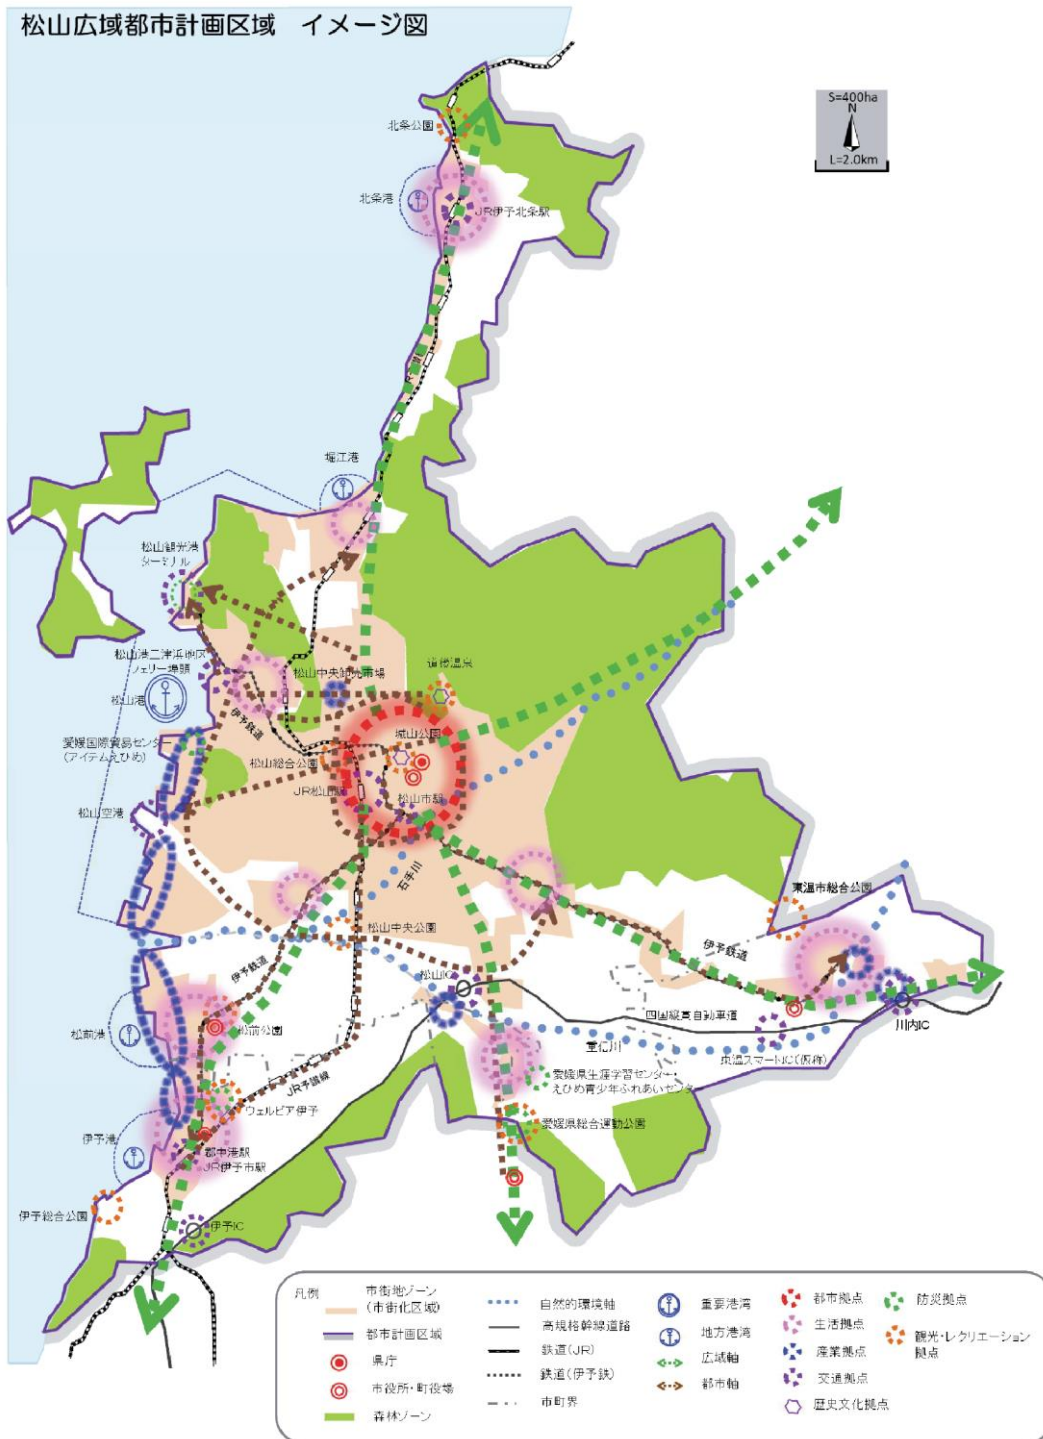 松山広域都市計画区域　イメージ図
S=400ha
N
L=2.0km
北条公園
北条港
JR伊予北条駅
堀江港
松山観光港
ターミナル
松山港三津浜地区
フェリー埠頭
松山港
松山中央卸売市場
道後温泉
伊予鉄道
城山公園
愛媛国際貿易センター
(アイテムえひめ)
松山総合公園
JR松山駅
松山市駅
松山空港
石手川
東温市総合公園
松山中央公園
伊予鉄道
伊予鉄道
松山IC
四国縦貫自動車道
川内IC
松前港
松前公園
重信川
東温スマートIC(仮称)
JR予讃線
愛媛県生涯学習センター・
えひめ青少年ふれあいセンター
ウェルピア伊予
愛媛県総合運動公園
伊予港
郡中港駅
JR伊予市駅
伊予総合公園
伊予IC
凡例
市街地ゾーン
(市街化区域)
都市計画区域
県庁
市役所・町役場
森林ゾーン
自然的環境軸
高規格幹線道路
鉄道(JR)
鉄道(伊予鉄)
市町界
重要港湾
地方港湾
広域軸
都市軸
都市拠点
生活拠点
産業拠点
交通拠点
歴史文化拠点
防災拠点
観光・レクリエーション
拠点